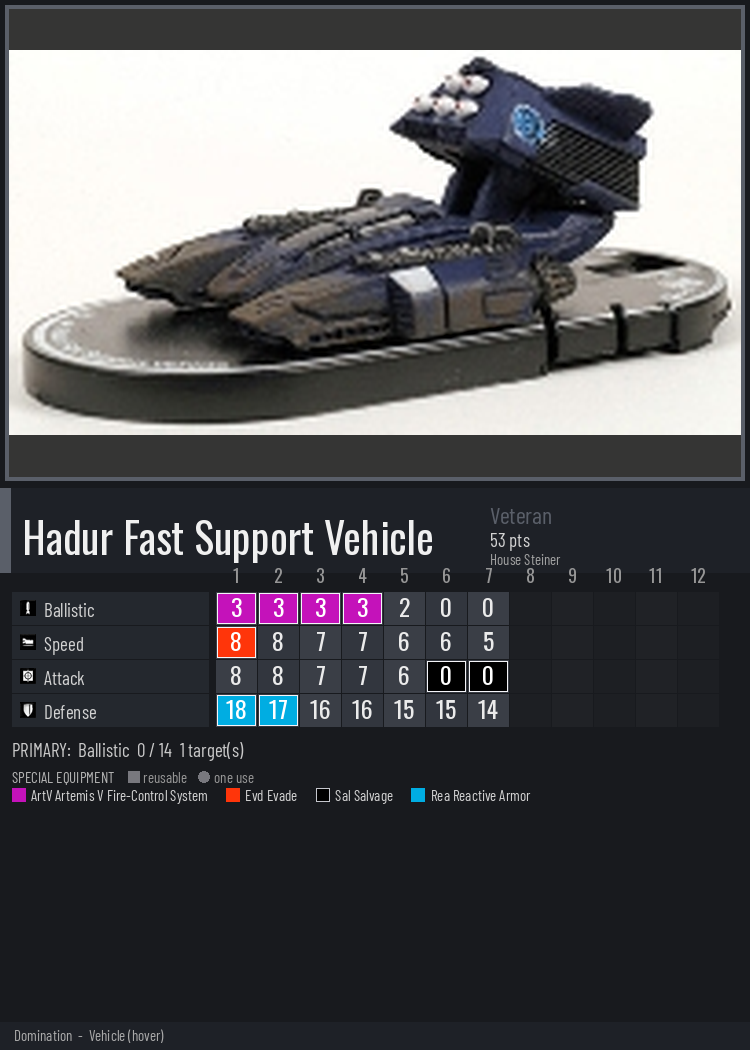 Hadur Fast Support Vehicle
Veteran
53 pts
House Steiner
1 2 3 4 5 6 7 8 9 10 11 12
Ballistic 3 3 3 3 2 0 0
Speed 8 8 7 7 6 6 5
Attack 8 8 7 7 6 0 0
Defense 18 17 16 16 15 15 14
PRIMARY: Ballistic 0 / 14 1 target(s)
SPECIAL EQUIPMENT reusable one use
ArtV Artemis V Fire-Control System Evd Evade Sal Salvage Rea Reactive Armor
Domination - Vehicle (hover)